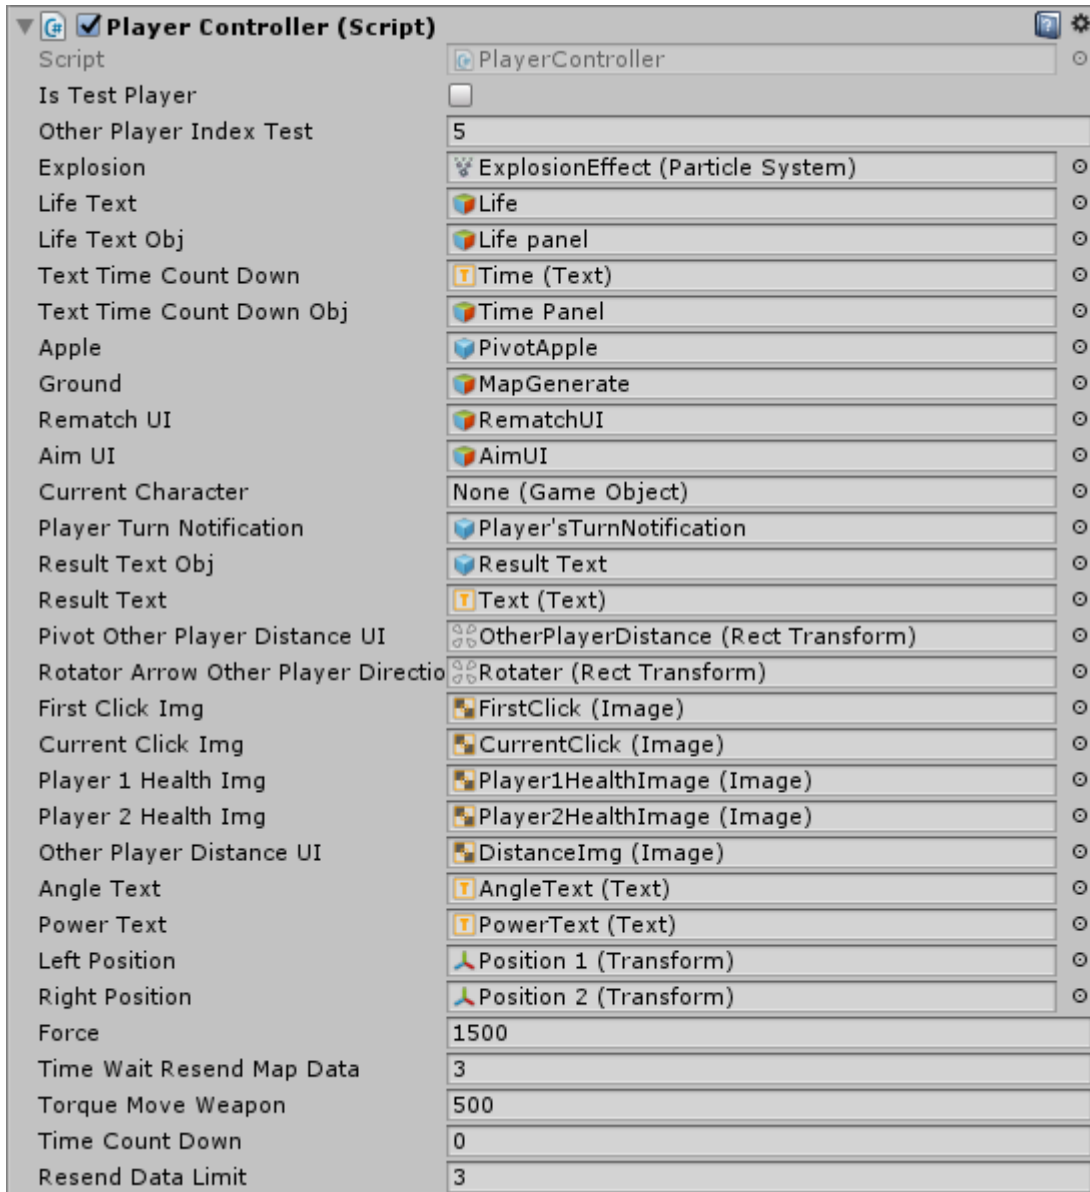 Player Controller (Script)
Script PlayerController
Is Test Player
Other Player Index Test 5
Explosion ExplosionEffect (Particle System)
Life Text Life
Life Text Obj Life panel
Text Time Count Down Time (Text)
Text Time Count Down Obj Time Panel
Apple PivotApple
Ground MapGenerate
Rematch UI RematchUI
Aim UI AimUI
Current Character None (Game Object)
Player Turn Notification Player'sTurnNotification
Result Text Obj Result Text
Result Text Text (Text)
Pivot Other Player Distance UI OtherPlayerDistance (Rect Transform)
Rotator Arrow Other Player Directio Rotater (Rect Transform)
First Click Img FirstClick (Image)
Current Click Img CurrentClick (Image)
Player 1 Health Img Player1HealthImage (Image)
Player 2 Health Img Player2HealthImage (Image)
Other Player Distance UI DistanceImg (Image)
Angle Text AngleText (Text)
Power Text PowerText (Text)
Left Position Position 1 (Transform)
Right Position Position 2 (Transform)
Force 1500
Time Wait Resend Map Data 3
Torque Move Weapon 500
Time Count Down 0
Resend Data Limit 3